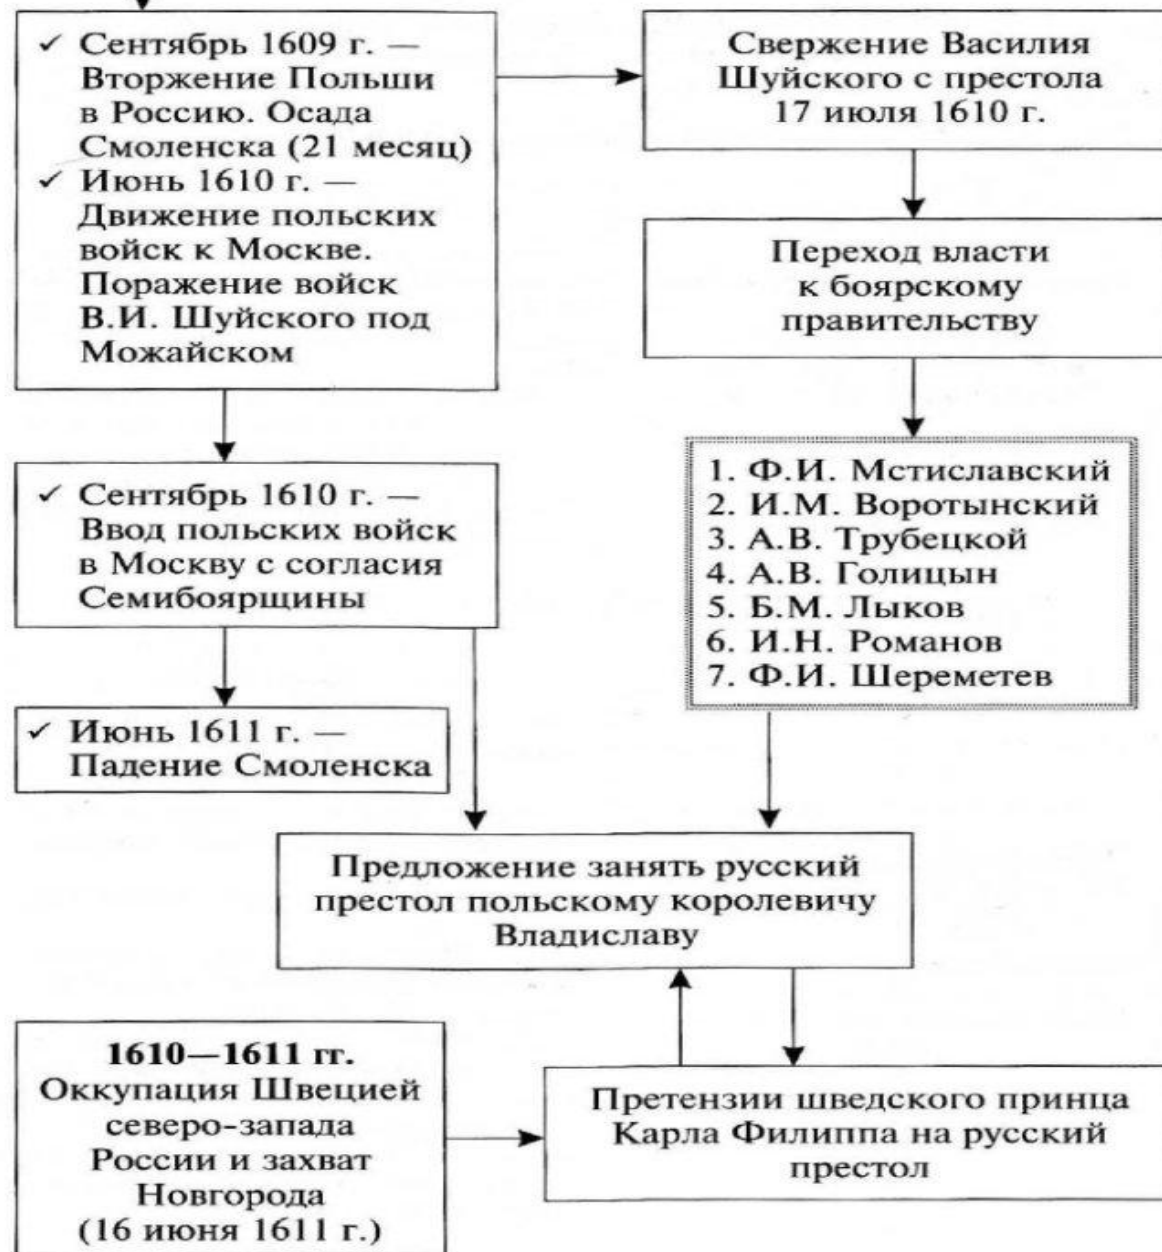 ✓ Сентябрь 1609 г. —
Вторжение Польши
в Россию. Осада
Смоленска (21 месяц)
✓ Июнь 1610 г. —
Движение польских
войск к Москве.
Поражение войск
В.И. Шуйского под
Можайском
Свержение Василия
Шуйского с престола
17 июля 1610 г.
Переход власти
к боярскому
правительству
✓ Сентябрь 1610 г. —
Ввод польских войск
в Москву с согласия
Семибоярщины
1. Ф.И. Мстиславский
2. И.М. Воротынский
3. А.В. Трубецкой
4. А.В. Голицын
5. Б.М. Лыков
6. И.Н. Романов
7. Ф.И. Шереметев
✓ Июнь 1611 г. —
Падение Смоленска
Предложение занять русский
престол польскому королевичу
Владиславу
1610—1611 гг.
Оккупация Швецией
северо-запада
России и захват
Новгорода
(16 июня 1611 г.)
Претензии шведского принца
Карла Филиппа на русский
престол